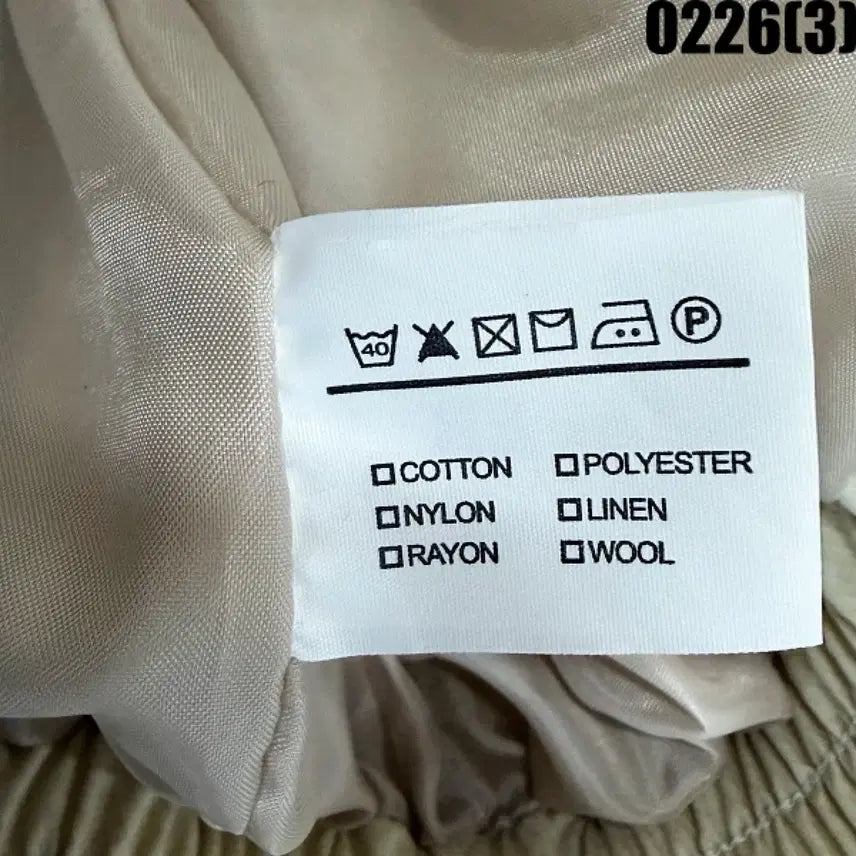 0226(3)
40 P
□COTTON □POLYESTER
□NYLON □LINEN
□RAYON □WOOL